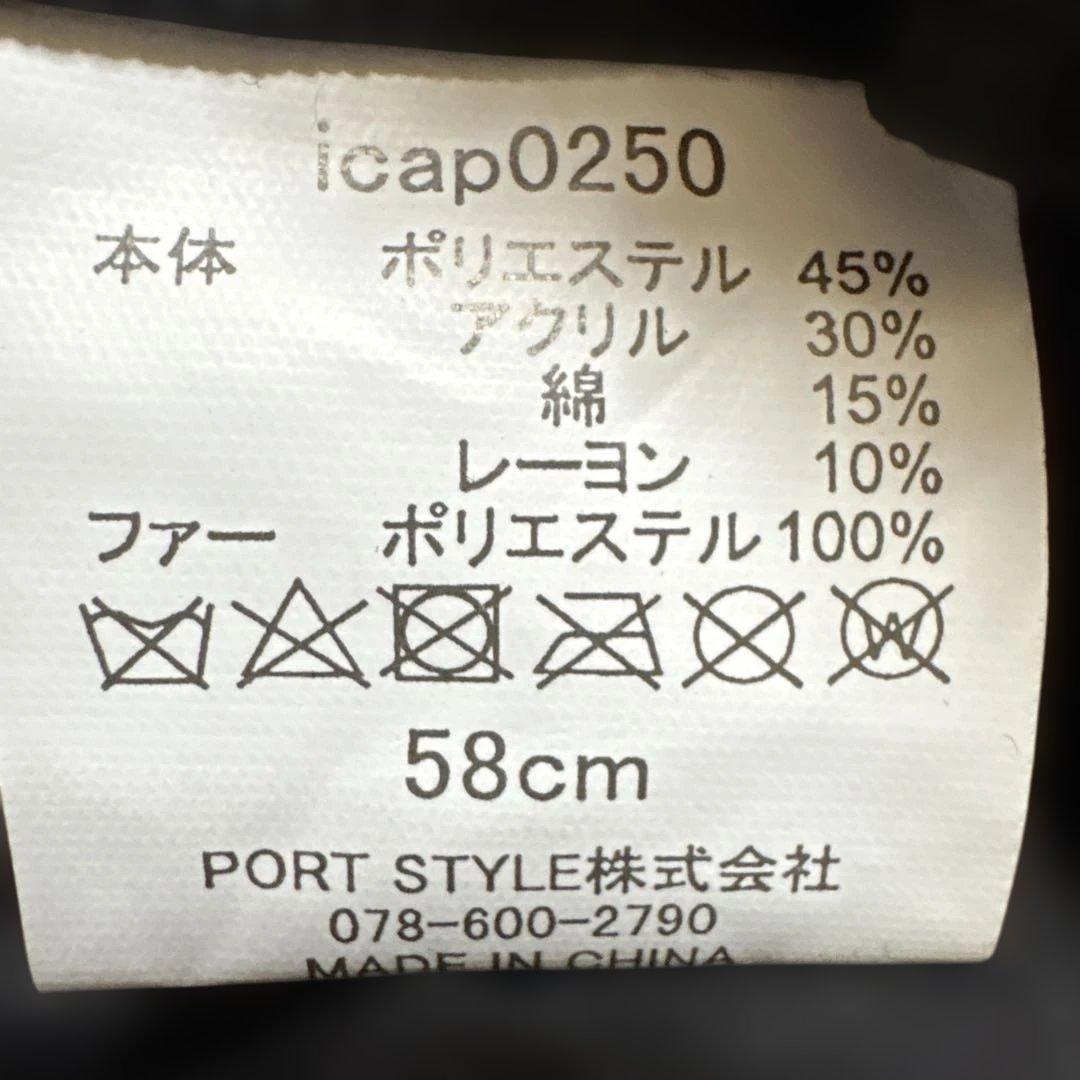 icap0250
本体 ポリエステル 45%
アクリル 30%
綿 15%
レーヨン 10%
ファー ポリエステル 100%
W
58cm
PORT STYLE株式会社
078-600-2790
MADE IN CHINA